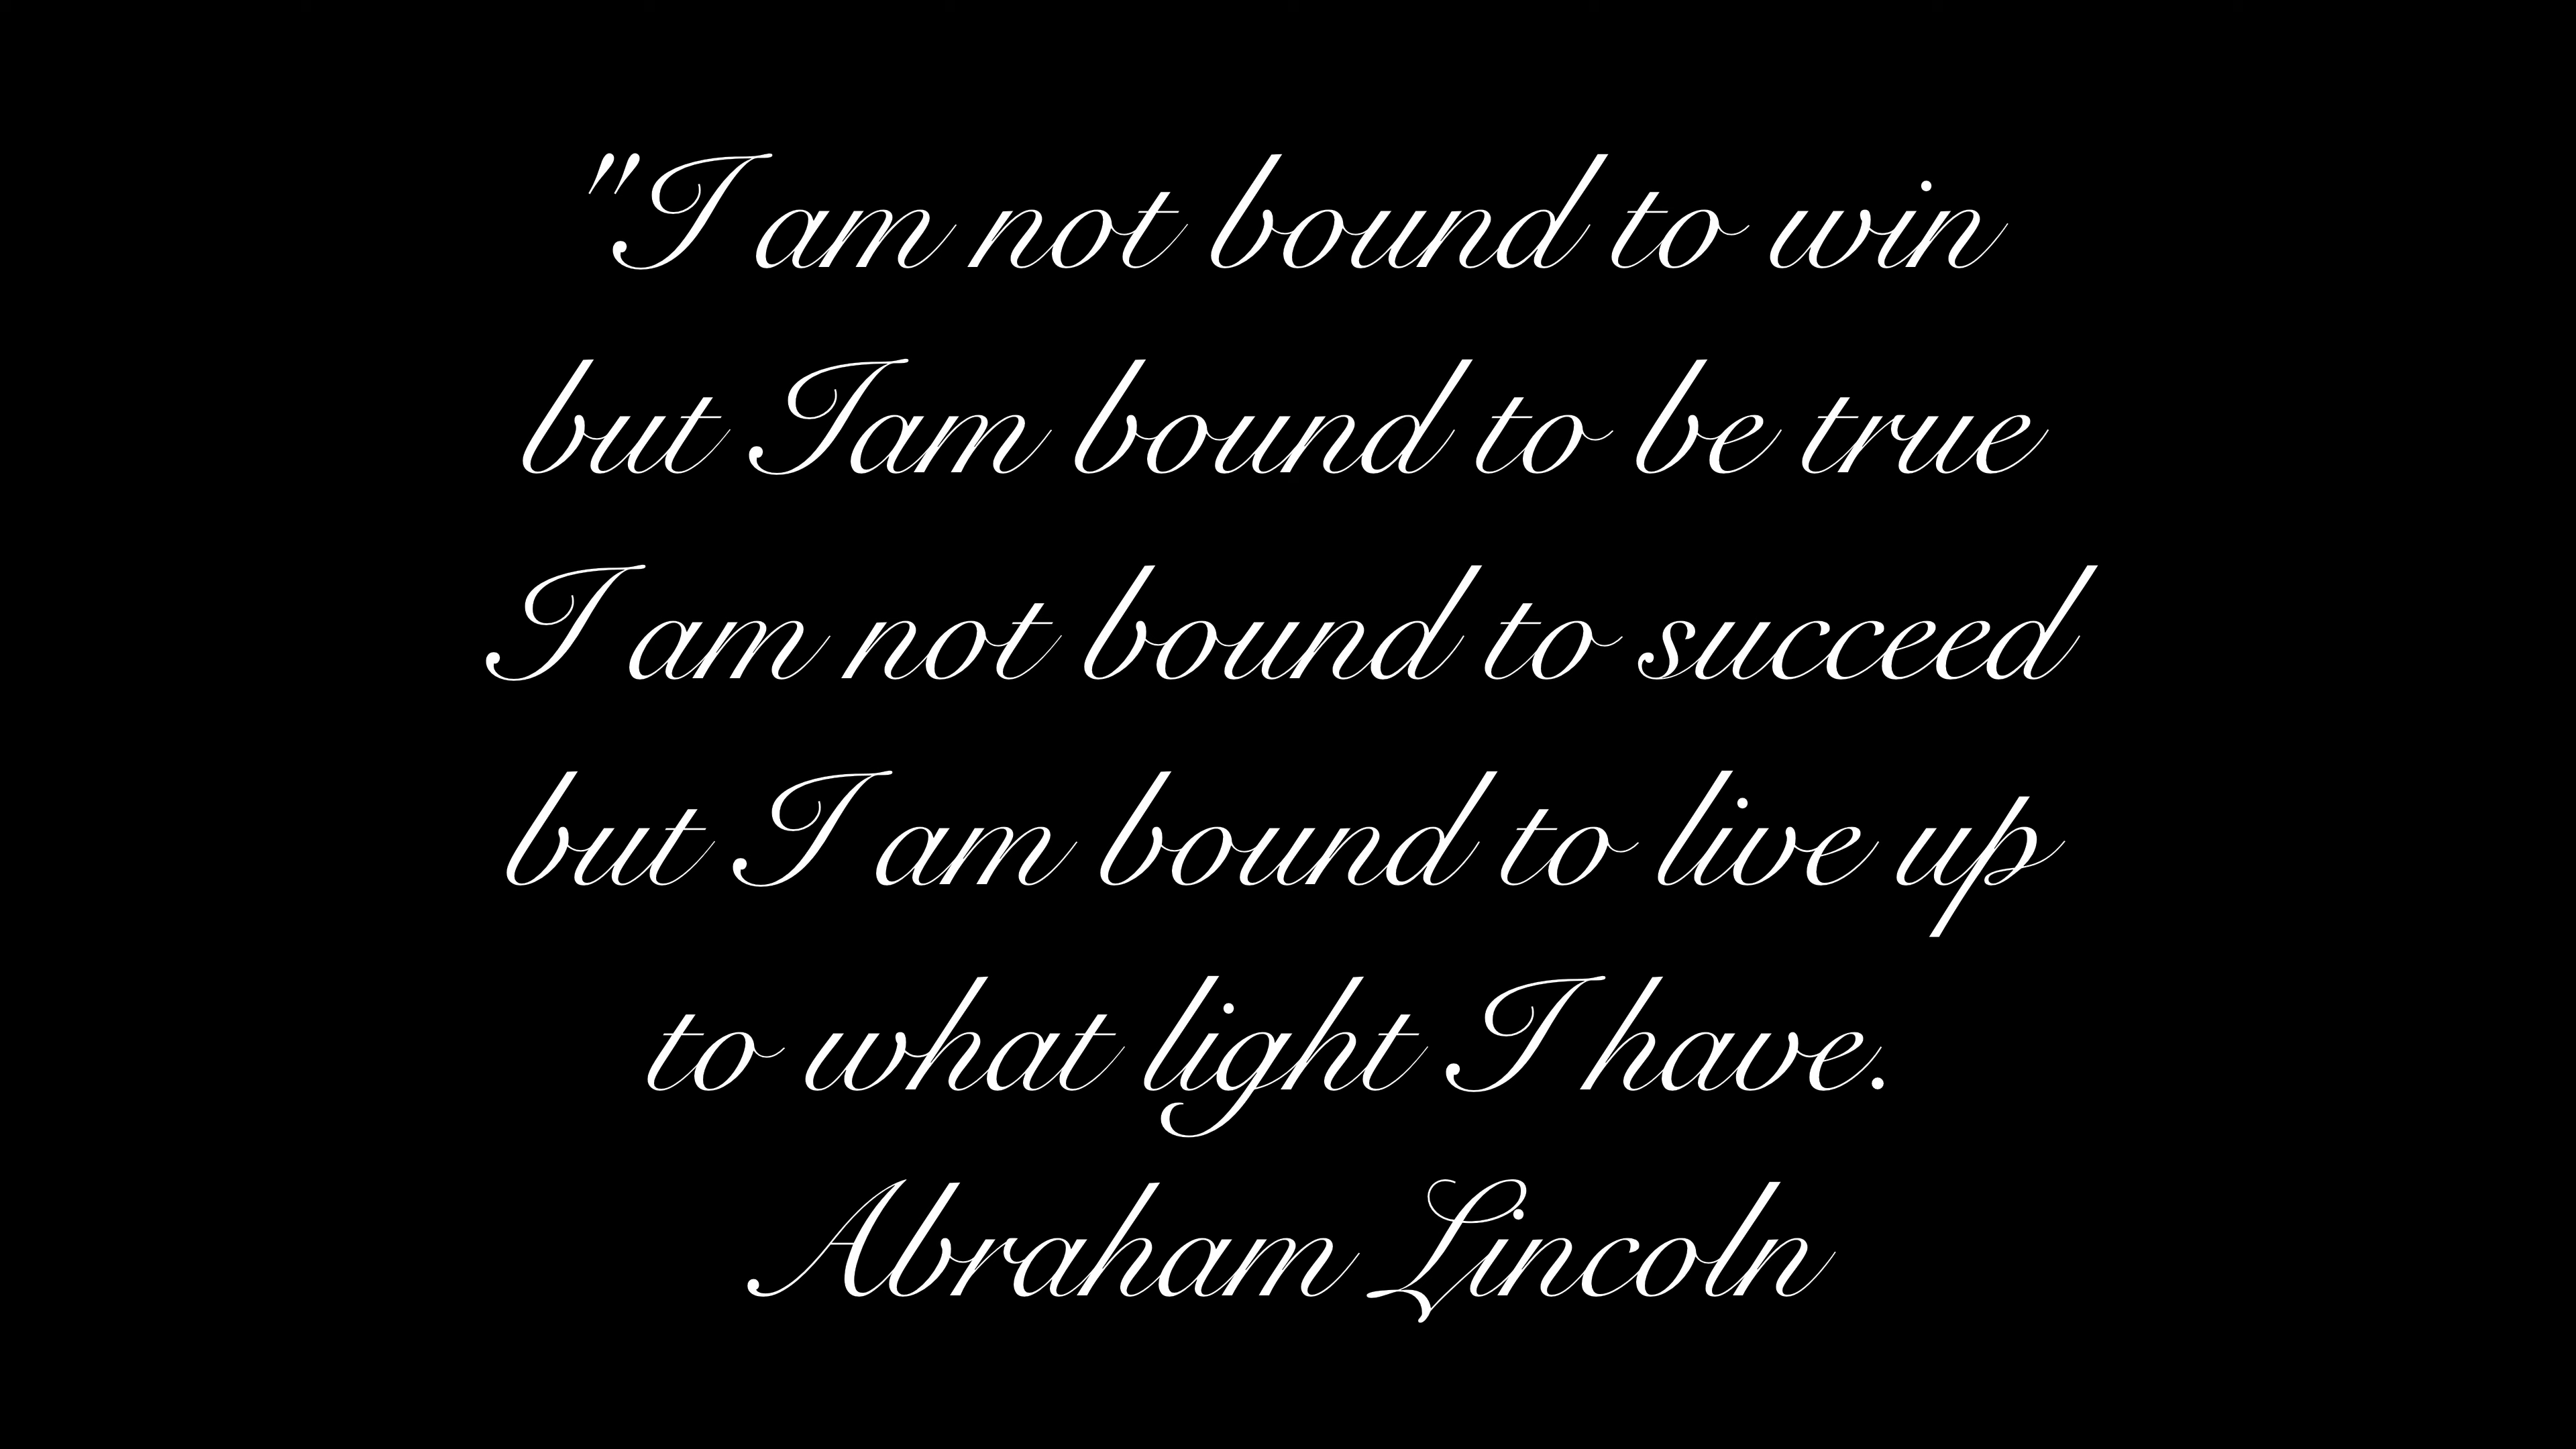 "I am not bound to win
but Iam bound to be true
I am not bound to succeed
but I am bound to live up
to what light I have.
Abraham Lincoln